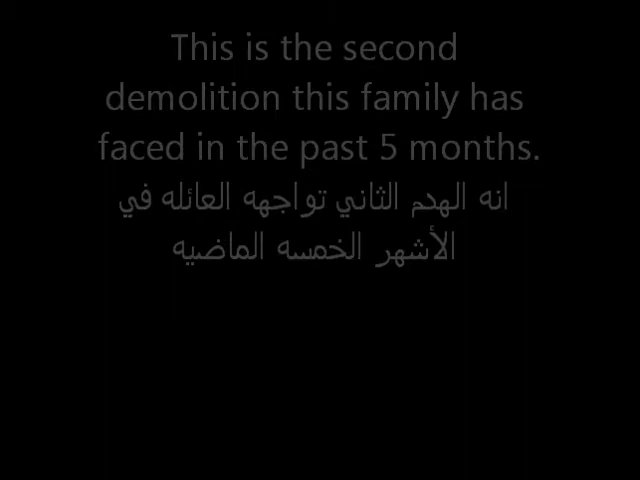 This is the second
demolition this family has
faced in the past 5 months.
انه الهدم الثاني تواجهه العائله في
الأشهر الخمسه الماضيه